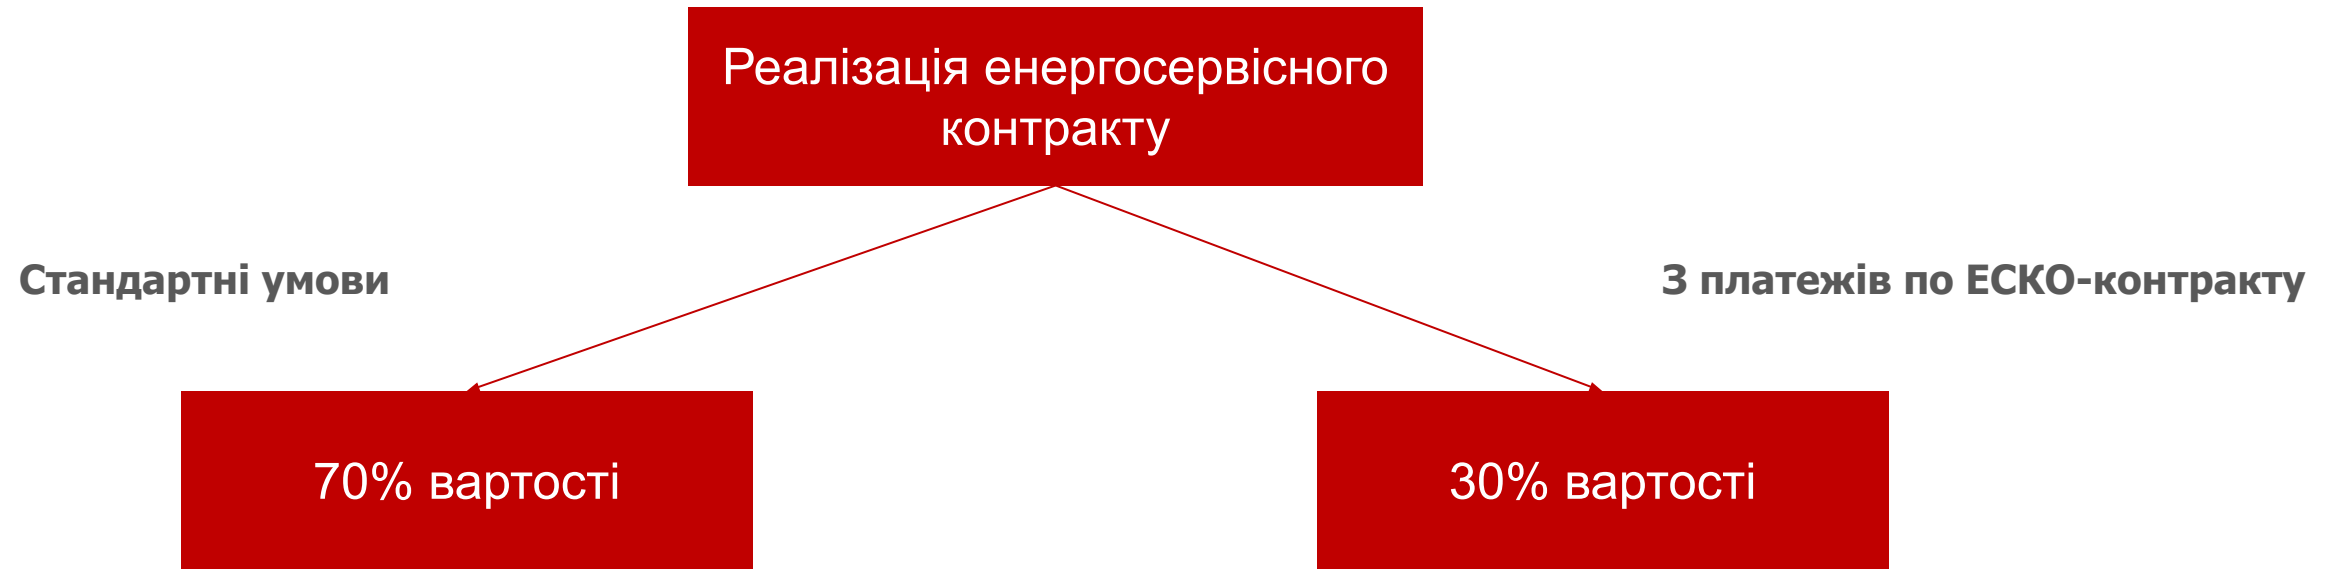 Реалізація енергосервісного
контракту
Стандартні умови
З платежів по ЕСКО-контракту
70% вартості
30% вартості